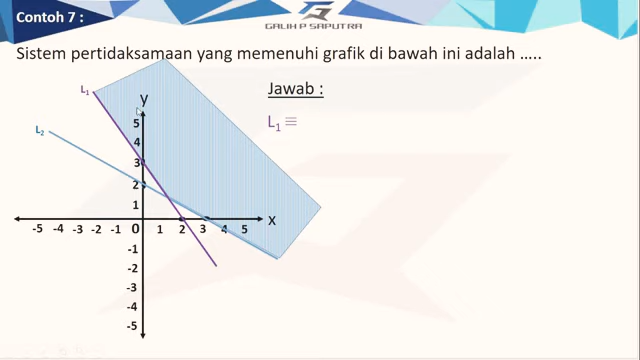 Contoh 7 :
GALIH P SAPUTRA
Sistem pertidaksamaan yang memenuhi grafik di bawah ini adalah .....
Jawab :
L₁ ≡
L₁
y
L₂
5
4
3
2
1
x
-5 -4 -3 -2 -1 0 1 2 3 4 5
-1
-2
-3
-4
-5